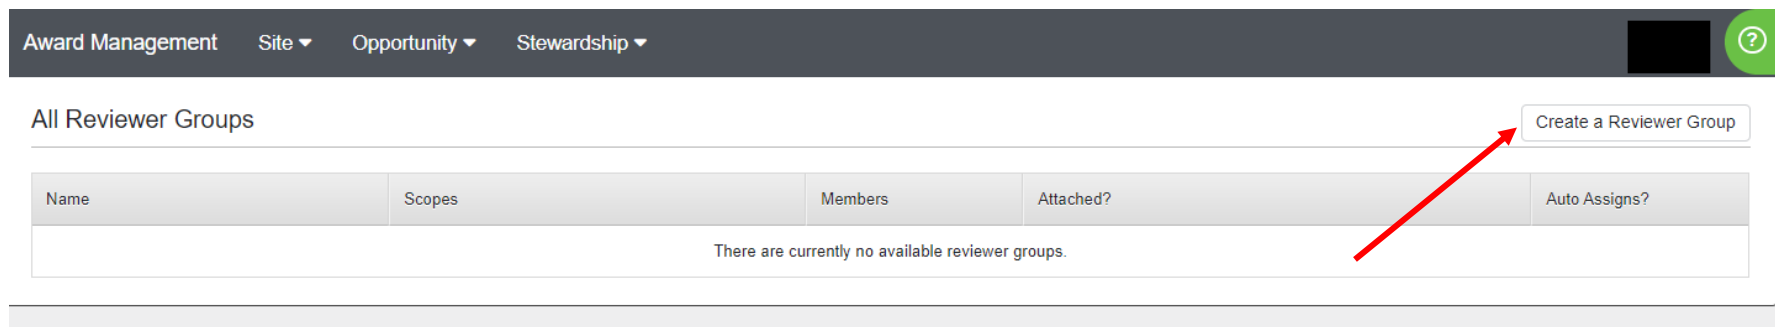 Award Management Site Opportunity Stewardship ?
All Reviewer Groups Create a Reviewer Group
Name Scopes Members Attached? Auto Assigns?
There are currently no available reviewer groups.